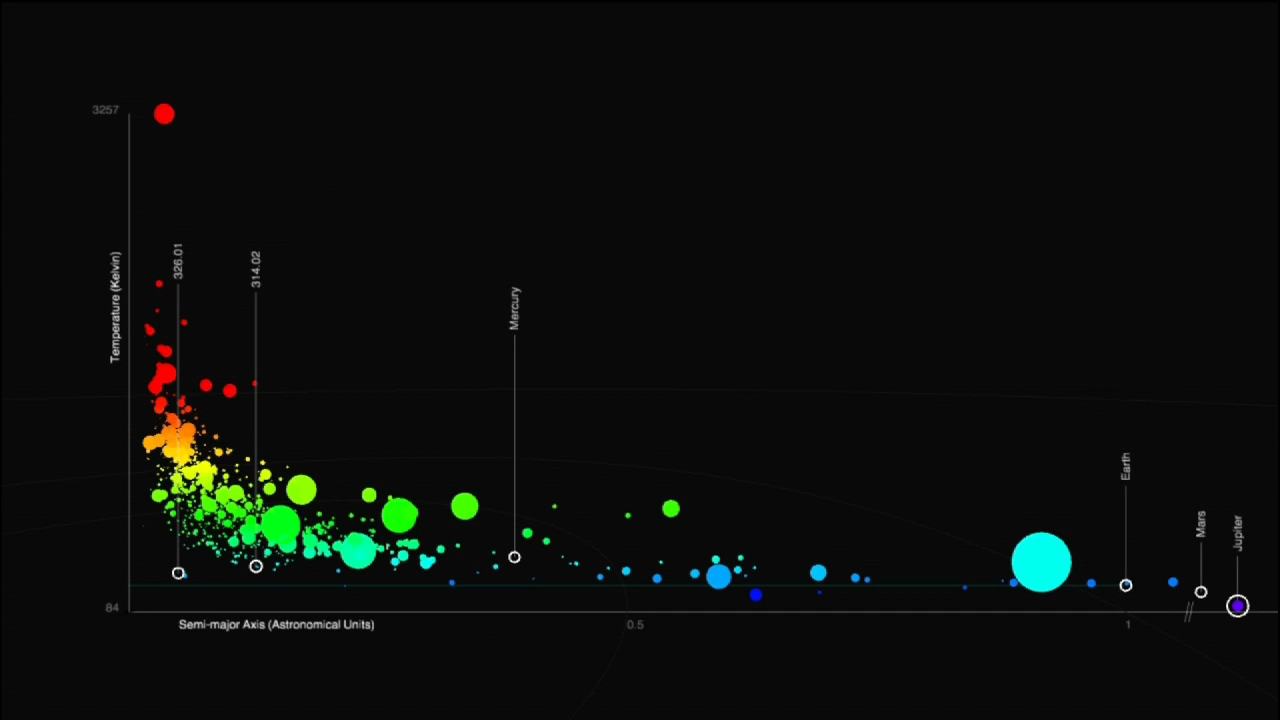 3257
326.01
314.02
Temperature (Kelvin)
Mercury
Earth
Mars
Jupiter
84
Semi-major Axis (Astronomical Units)
0.5
1